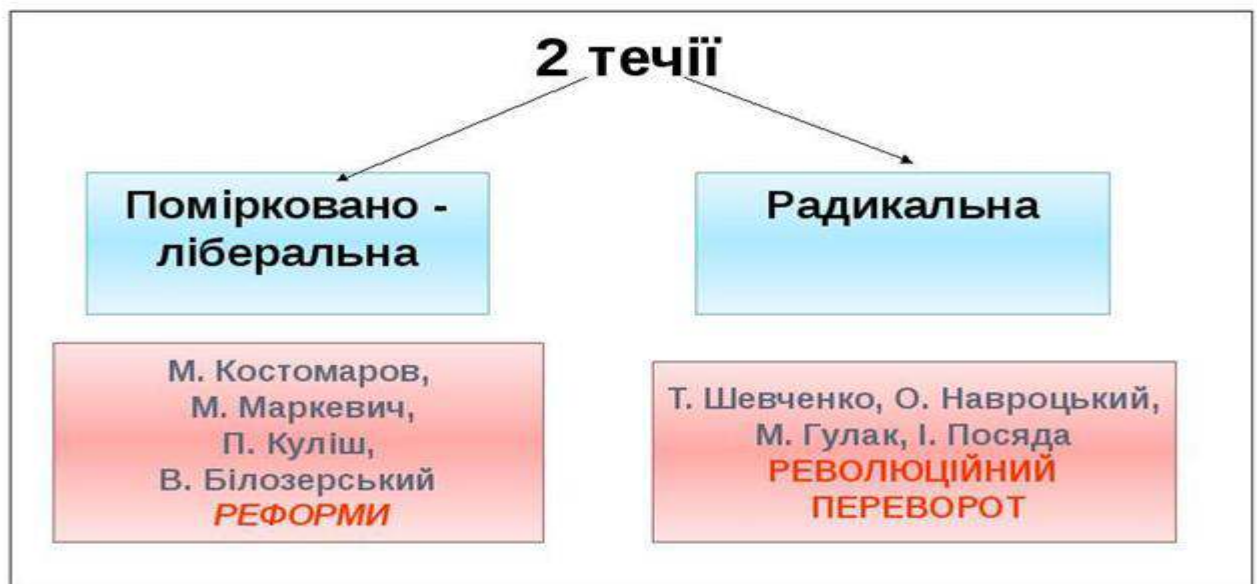 2 течії
Помірковано -
ліберальна
Радикальна
М. Костомаров,
М. Маркевич,
П. Куліш,
В. Білозерський
РЕФОРМИ
Т. Шевченко, О. Навроцький,
М. Гулак, І. Посяда
РЕВОЛЮЦІЙНИЙ
ПЕРЕВОРОТ